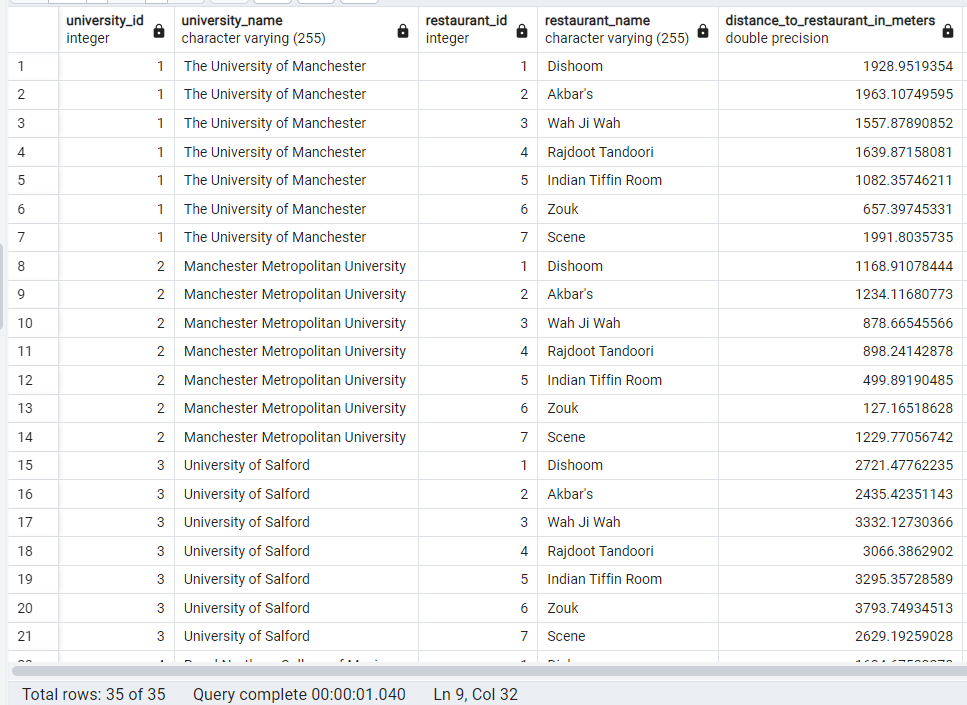 university_id university_name restaurant_id restaurant_name distance_to_restaurant_in_meters
integer character varying (255) integer character varying (255) double precision
1 1 The University of Manchester 1 Dishoom 1928.9519354
2 1 The University of Manchester 2 Akbar's 1963.10749595
3 1 The University of Manchester 3 Wah Ji Wah 1557.87890852
4 1 The University of Manchester 4 Rajdoot Tandoori 1639.87158081
5 1 The University of Manchester 5 Indian Tiffin Room 1082.35746211
6 1 The University of Manchester 6 Zouk 657.39745331
7 1 The University of Manchester 7 Scene 1991.8035735
8 2 Manchester Metropolitan University 1 Dishoom 1168.91078444
9 2 Manchester Metropolitan University 2 Akbar's 1234.11680773
10 2 Manchester Metropolitan University 3 Wah Ji Wah 878.66545566
11 2 Manchester Metropolitan University 4 Rajdoot Tandoori 898.24142878
12 2 Manchester Metropolitan University 5 Indian Tiffin Room 499.89190485
13 2 Manchester Metropolitan University 6 Zouk 127.16518628
14 2 Manchester Metropolitan University 7 Scene 1229.77056742
15 3 University of Salford 1 Dishoom 2721.47762235
16 3 University of Salford 2 Akbar's 2435.42351143
17 3 University of Salford 3 Wah Ji Wah 3332.12730366
18 3 University of Salford 4 Rajdoot Tandoori 3066.3862902
19 3 University of Salford 5 Indian Tiffin Room 3295.35728589
20 3 University of Salford 6 Zouk 3793.74934513
21 3 University of Salford 7 Scene 2629.19259028
Total rows: 35 of 35 Query complete 00:00:01.040 Ln 9, Col 32